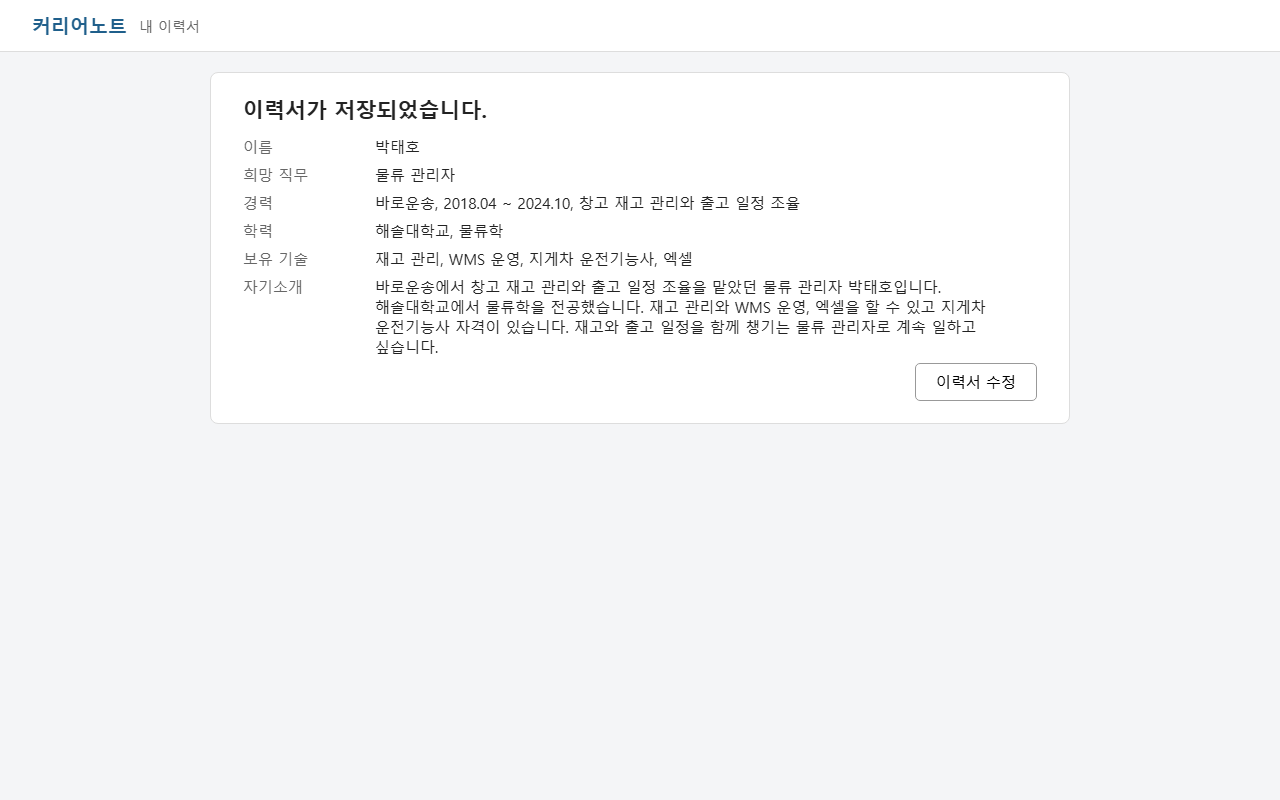 커리어노트 내 이력서
이력서가 저장되었습니다.
이름 박태호
희망 직무 물류 관리자
경력 바로운송, 2018.04 ~ 2024.10, 창고 재고 관리와 출고 일정 조율
학력 해솔대학교, 물류학
보유 기술 재고 관리, WMS 운영, 지게차 운전기능사, 엑셀
자기소개 바로운송에서 창고 재고 관리와 출고 일정 조율을 맡았던 물류 관리자 박태호입니다.
해솔대학교에서 물류학을 전공했습니다. 재고 관리와 WMS 운영, 엑셀을 할 수 있고 지게차
운전기능사 자격이 있습니다. 재고와 출고 일정을 함께 챙기는 물류 관리자로 계속 일하고
싶습니다.
이력서 수정